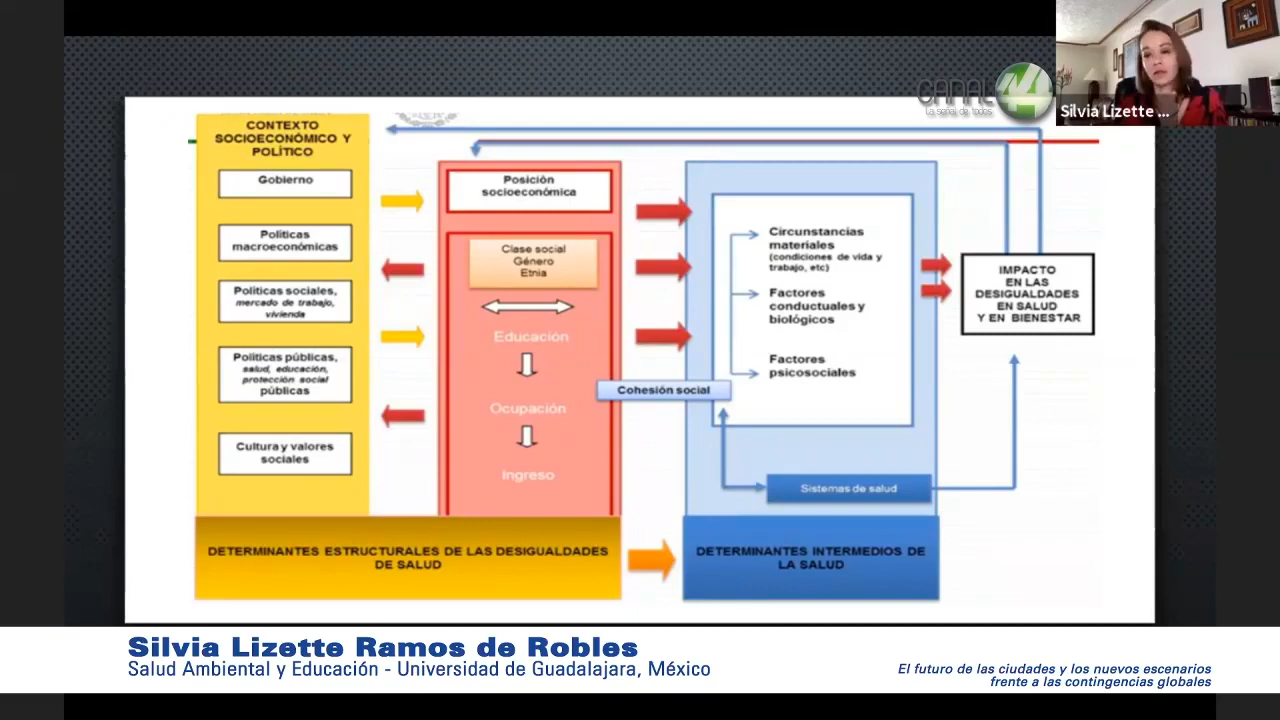 CANAL 44
La señal de todos
Silvia Lizette ...
CONTEXTO
SOCIOECONÓMICO Y
POLÍTICO
Gobierno
Políticas
macroeconómicas
Políticas sociales,
mercado de trabajo,
vivienda
Políticas públicas,
salud, educación,
protección social
públicas
Cultura y valores
sociales
Posición
socioeconómica
Clase social
Género
Etnia
Educación
Ocupación
Ingreso
Cohesión social
Circunstancias
materiales
(condiciones de vida y
trabajo, etc)
Factores
conductuales y
biológicos
Factores
psicosociales
Sistemas de salud
IMPACTO
EN LAS
DESIGUALDADES
EN SALUD
Y EN BIENESTAR
DETERMINANTES ESTRUCTURALES DE LAS DESIGUALDADES
DE SALUD
DETERMINANTES INTERMEDIOS DE
LA SALUD
Silvia Lizette Ramos de Robles
Salud Ambiental y Educación - Universidad de Guadalajara, México
El futuro de las ciudades y los nuevos escenarios
frente a las contingencias globales